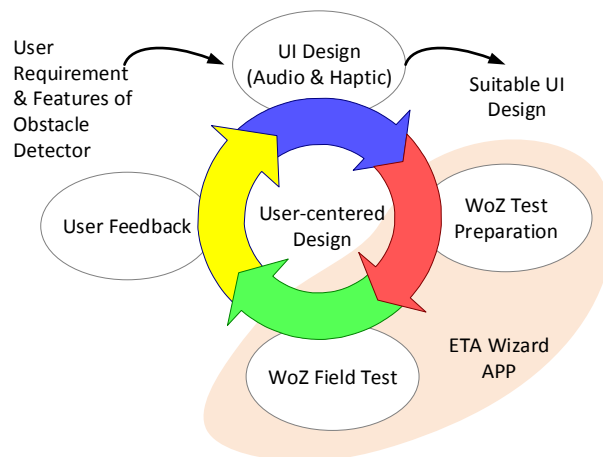 User
Requirement
& Features of
Obstacle
Detector
UI Design
(Audio & Haptic)
Suitable UI
Design
User Feedback
User-centered
Design
WoZ Test
Preparation
WoZ Field Test
ETA Wizard
APP